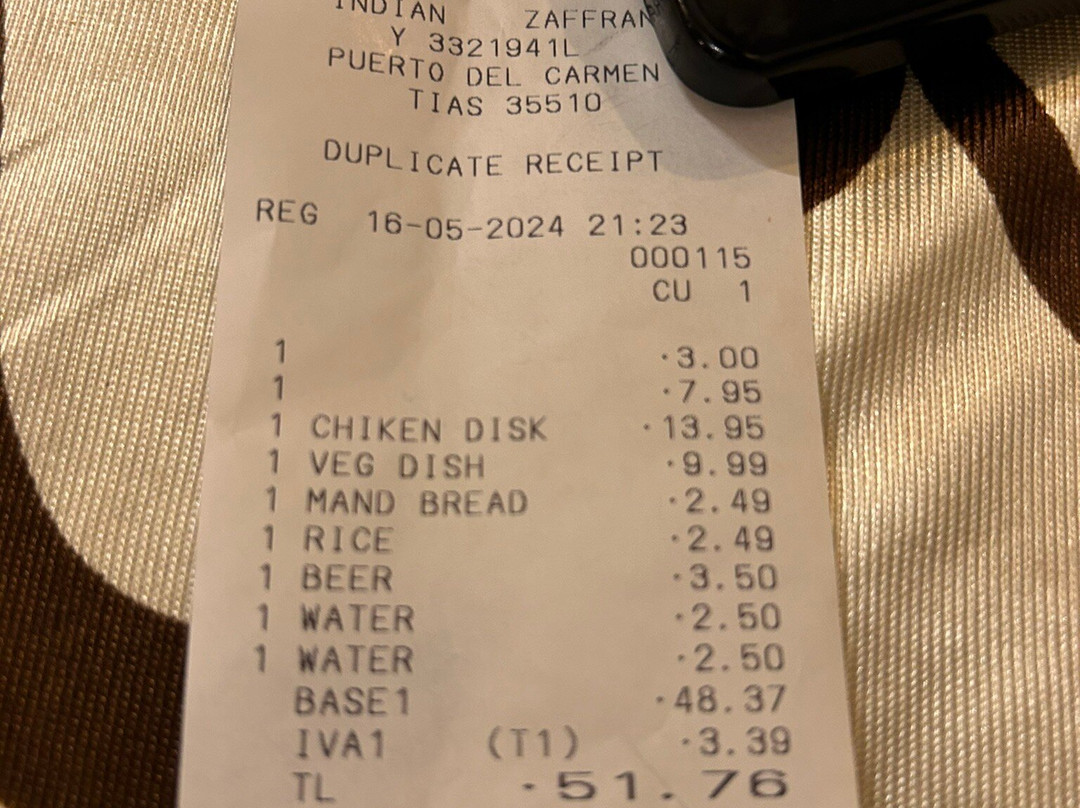 INDIAN ZAFFRAN
Y 3321941L
PUERTO DEL CARMEN
TIAS 35510
DUPLICATE RECEIPT
REG 16-05-2024 21:23
000115
CU 1
1 ·3.00
1 ·7.95
1 CHIKEN DISK ·13.95
1 VEG DISH ·9.99
1 MAND BREAD ·2.49
1 RICE ·2.49
1 BEER ·3.50
1 WATER ·2.50
1 WATER ·2.50
BASE1 ·48.37
IVA1 (T1) ·3.39
TL ·51.76